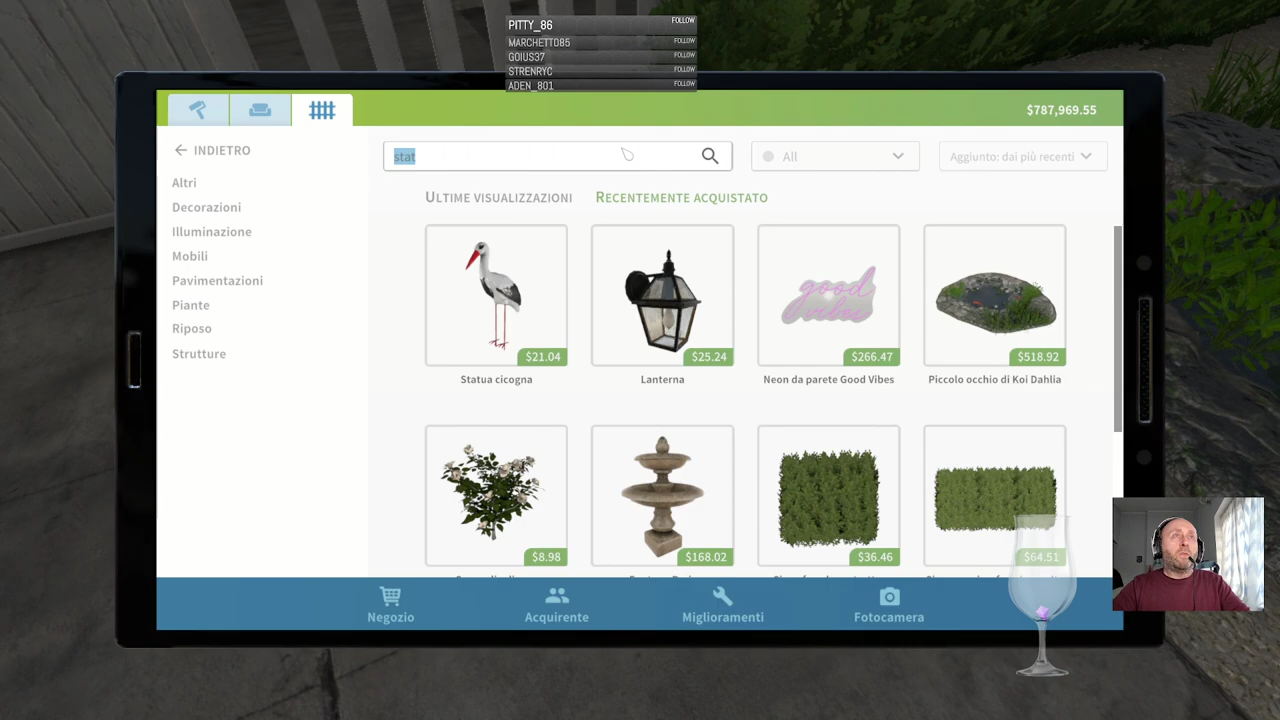 PITTY_86 FOLLOW
MARCHETTO85 FOLLOW
GOIUS37 FOLLOW
STRENRYC FOLLOW
ADEN_801 FOLLOW
$787,969.55
INDIETRO
stat
All
Aggiunto: dai più recenti
Altri
Decorazioni
Illuminazione
Mobili
Pavimentazioni
Piante
Riposo
Strutture
ULTIME VISUALIZZAZIONI
RECENTEMENTE ACQUISTATO
$21.04
$25.24
$266.47
$518.92
Statua cicogna
Lanterna
Neon da parete Good Vibes
Piccolo occhio di Koi Dahlia
good
vibes
$8.98
$168.02
$36.46
$64.51
Negozio
Acquirente
Miglioramenti
Fotocamera